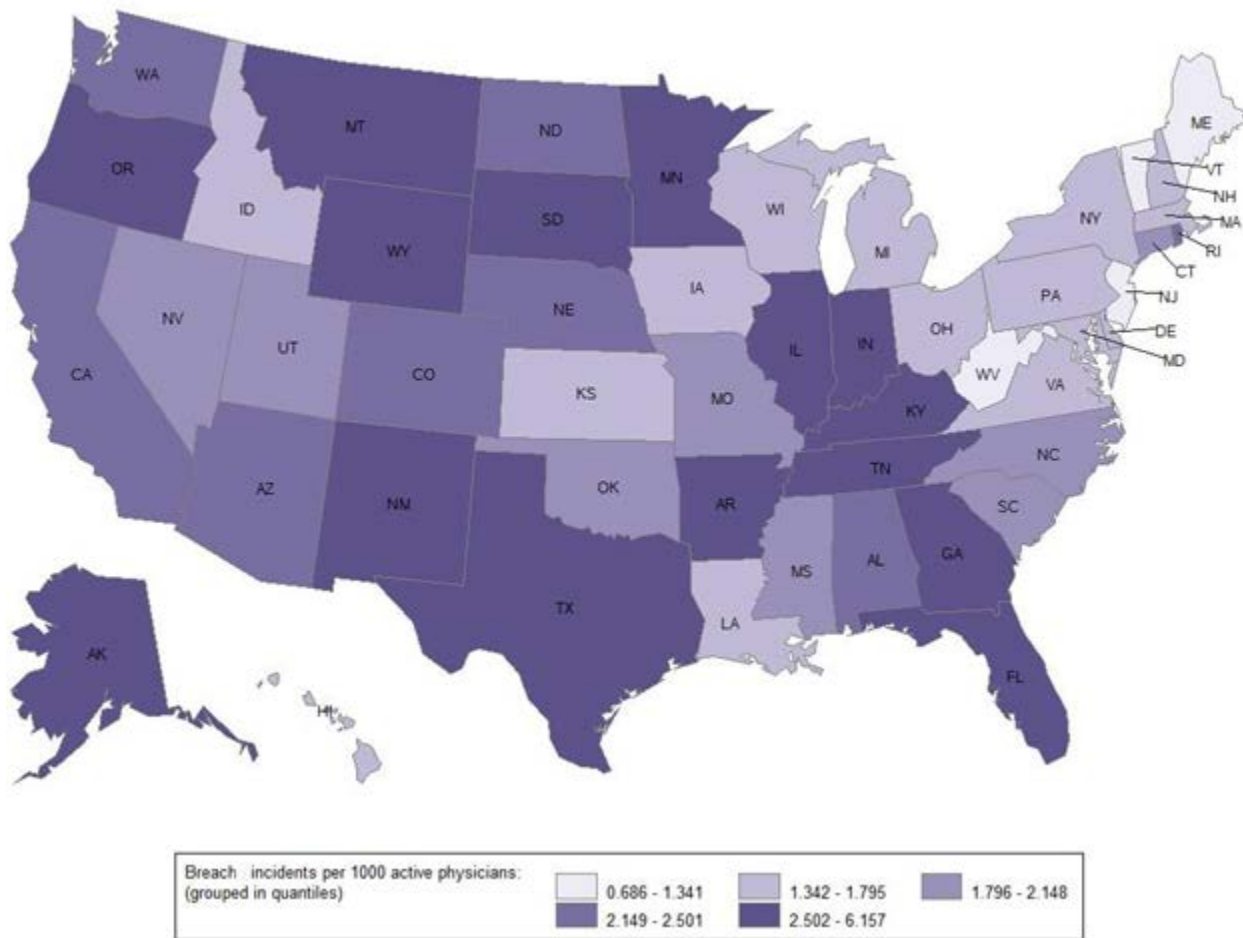 WA
MT
ND
MN
ME
VT
NH
OR
ID
SD
WI
NY
MA
WY
MI
RI
CT
IA
PA
NJ
NE
OH
DE
NV
UT
IL
IN
MD
CA
CO
WV
VA
KS
MO
KY
NC
TN
AZ
OK
NM
AR
SC
MS
AL
GA
TX
LA
AK
FL
HI
Breach incidents per 1000 active physicians:
(grouped in quantiles)
0.686 - 1.341 1.342 - 1.795 1.796 - 2.148
2.149 - 2.501 2.502 - 6.157